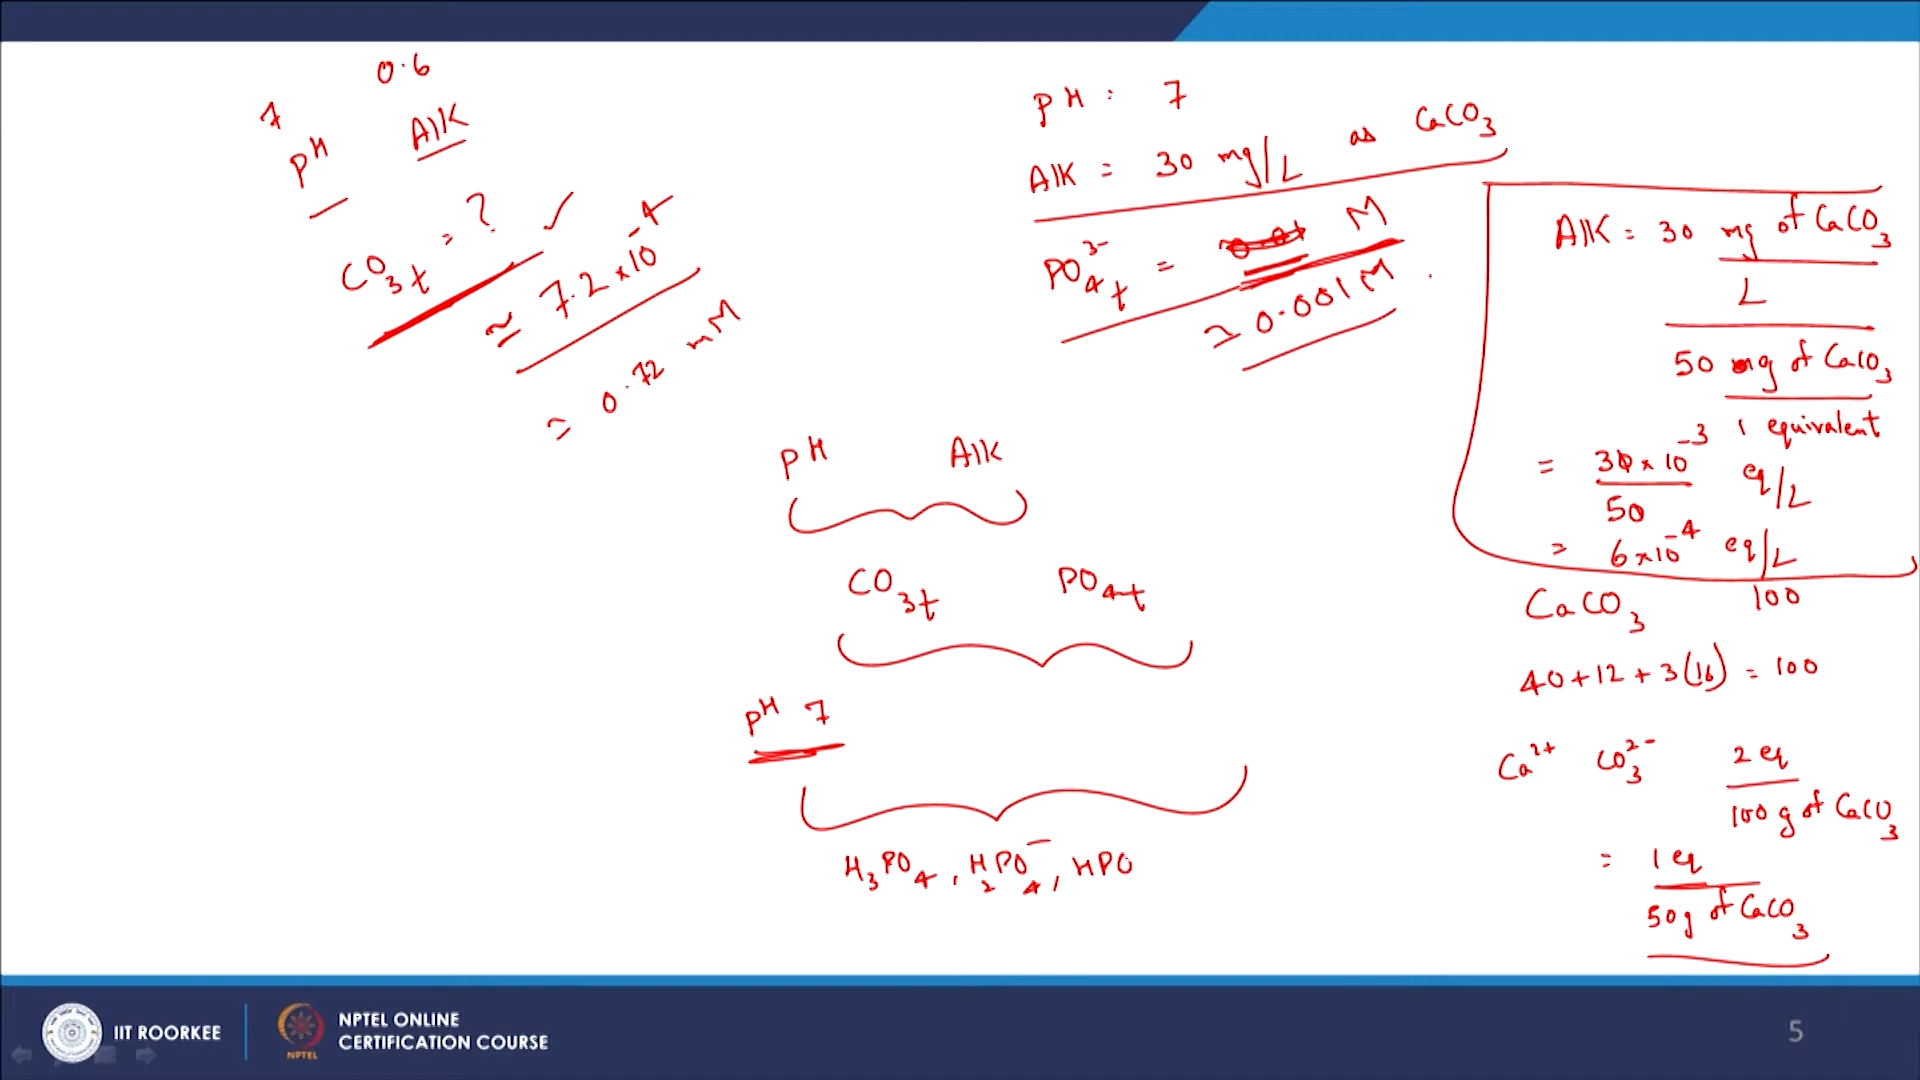 7 0.6
pH Alk
CO3t = ? ✓
≃ 7.2 × 10^-4
= 0.72 mM
pH : 7
Alk = 30 mg/L as CaCO3
PO4^3- t = 0.01 M
≃ 0.001 M
pH Alk
CO3t PO4t
pH 7
H3PO4, H2PO4^-, HPO
Alk = 30 mg of CaCO3
L
50 mg of CaCO3
1 equivalent
= 30 × 10^-3 eq/L
50
= 6 × 10^-4 eq/L
CaCO3 100
40 + 12 + 3(16) = 100
Ca^2+ CO3^2- 2 eq
100 g of CaCO3
= 1 eq
50 g of CaCO3
IIT ROORKEE
NPTEL
NPTEL ONLINE
CERTIFICATION COURSE
5